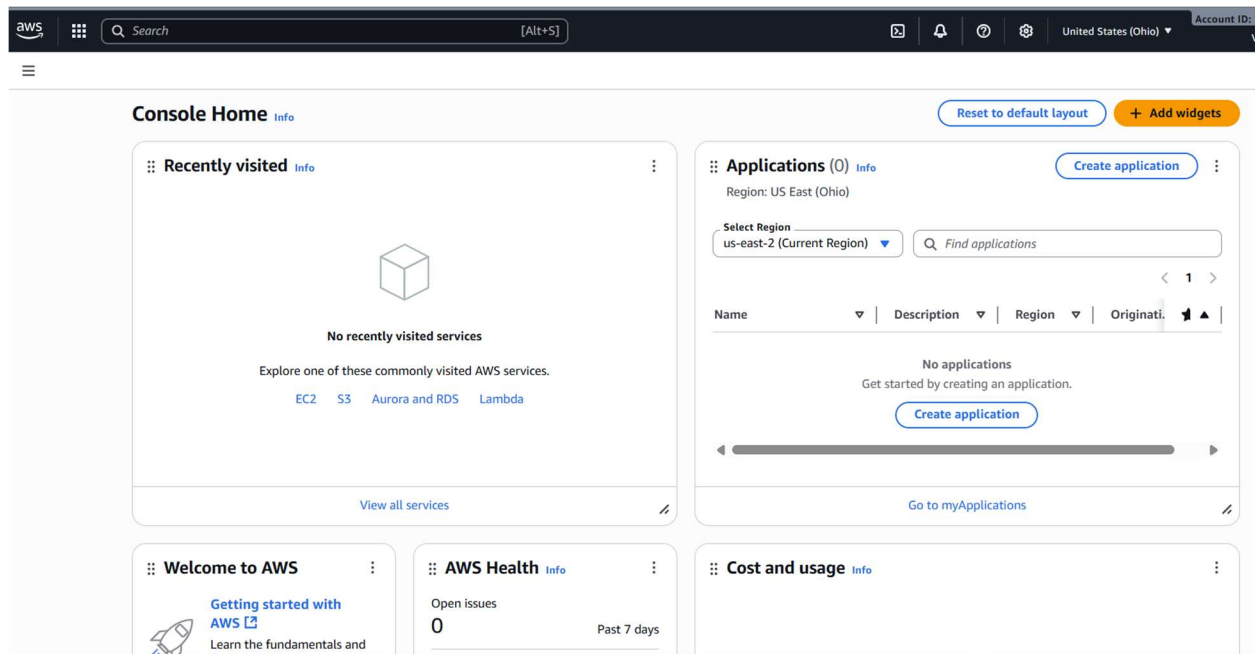 aws
Search [Alt+S]
United States (Ohio)
Account ID:
Console Home Info
Reset to default layout
+ Add widgets
Recently visited Info
No recently visited services
Explore one of these commonly visited AWS services.
EC2 S3 Aurora and RDS Lambda
View all services
Applications (0) Info
Create application
Region: US East (Ohio)
Select Region
us-east-2 (Current Region)
Find applications
1
Name Description Region Originati.
No applications
Get started by creating an application.
Create application
Go to myApplications
Welcome to AWS
Getting started with
AWS
Learn the fundamentals and
AWS Health Info
Open issues
0
Past 7 days
Cost and usage Info